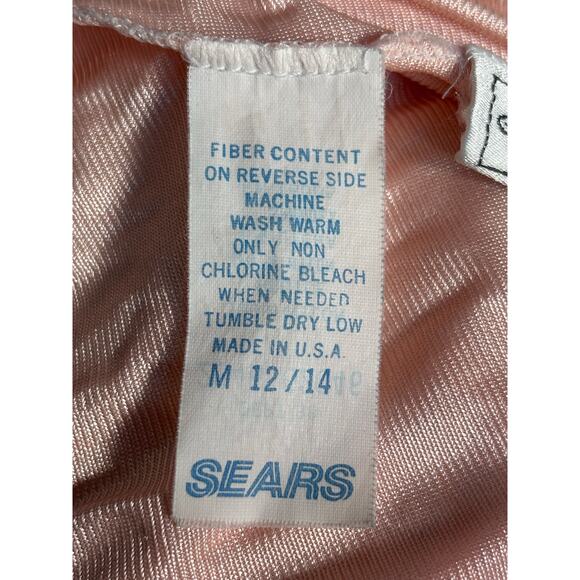 FIBER CONTENT
ON REVERSE SIDE
MACHINE
WASH WARM
ONLY NON
CHLORINE BLEACH
WHEN NEEDED
TUMBLE DRY LOW
MADE IN U.S.A.
M 12/14
SEARS